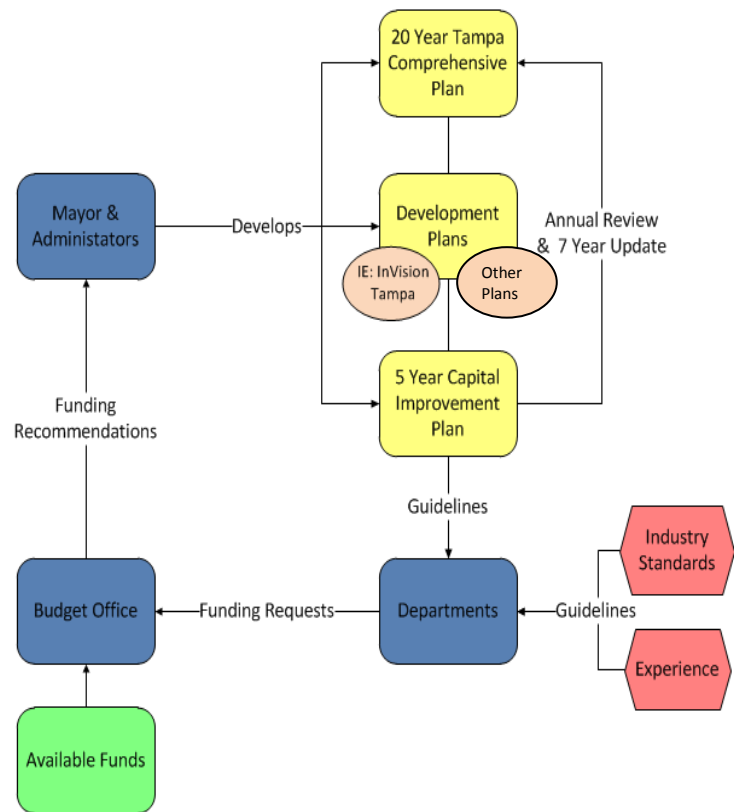 20 Year Tampa
Comprehensive
Plan
Mayor &
Administators
Develops
Development
Plans
Annual Review
& 7 Year Update
IE: InVision
Tampa
Other
Plans
5 Year Capital
Improvement
Plan
Funding
Recommendations
Guidelines
Industry
Standards
Budget Office
Funding Requests
Departments
Guidelines
Experience
Available Funds